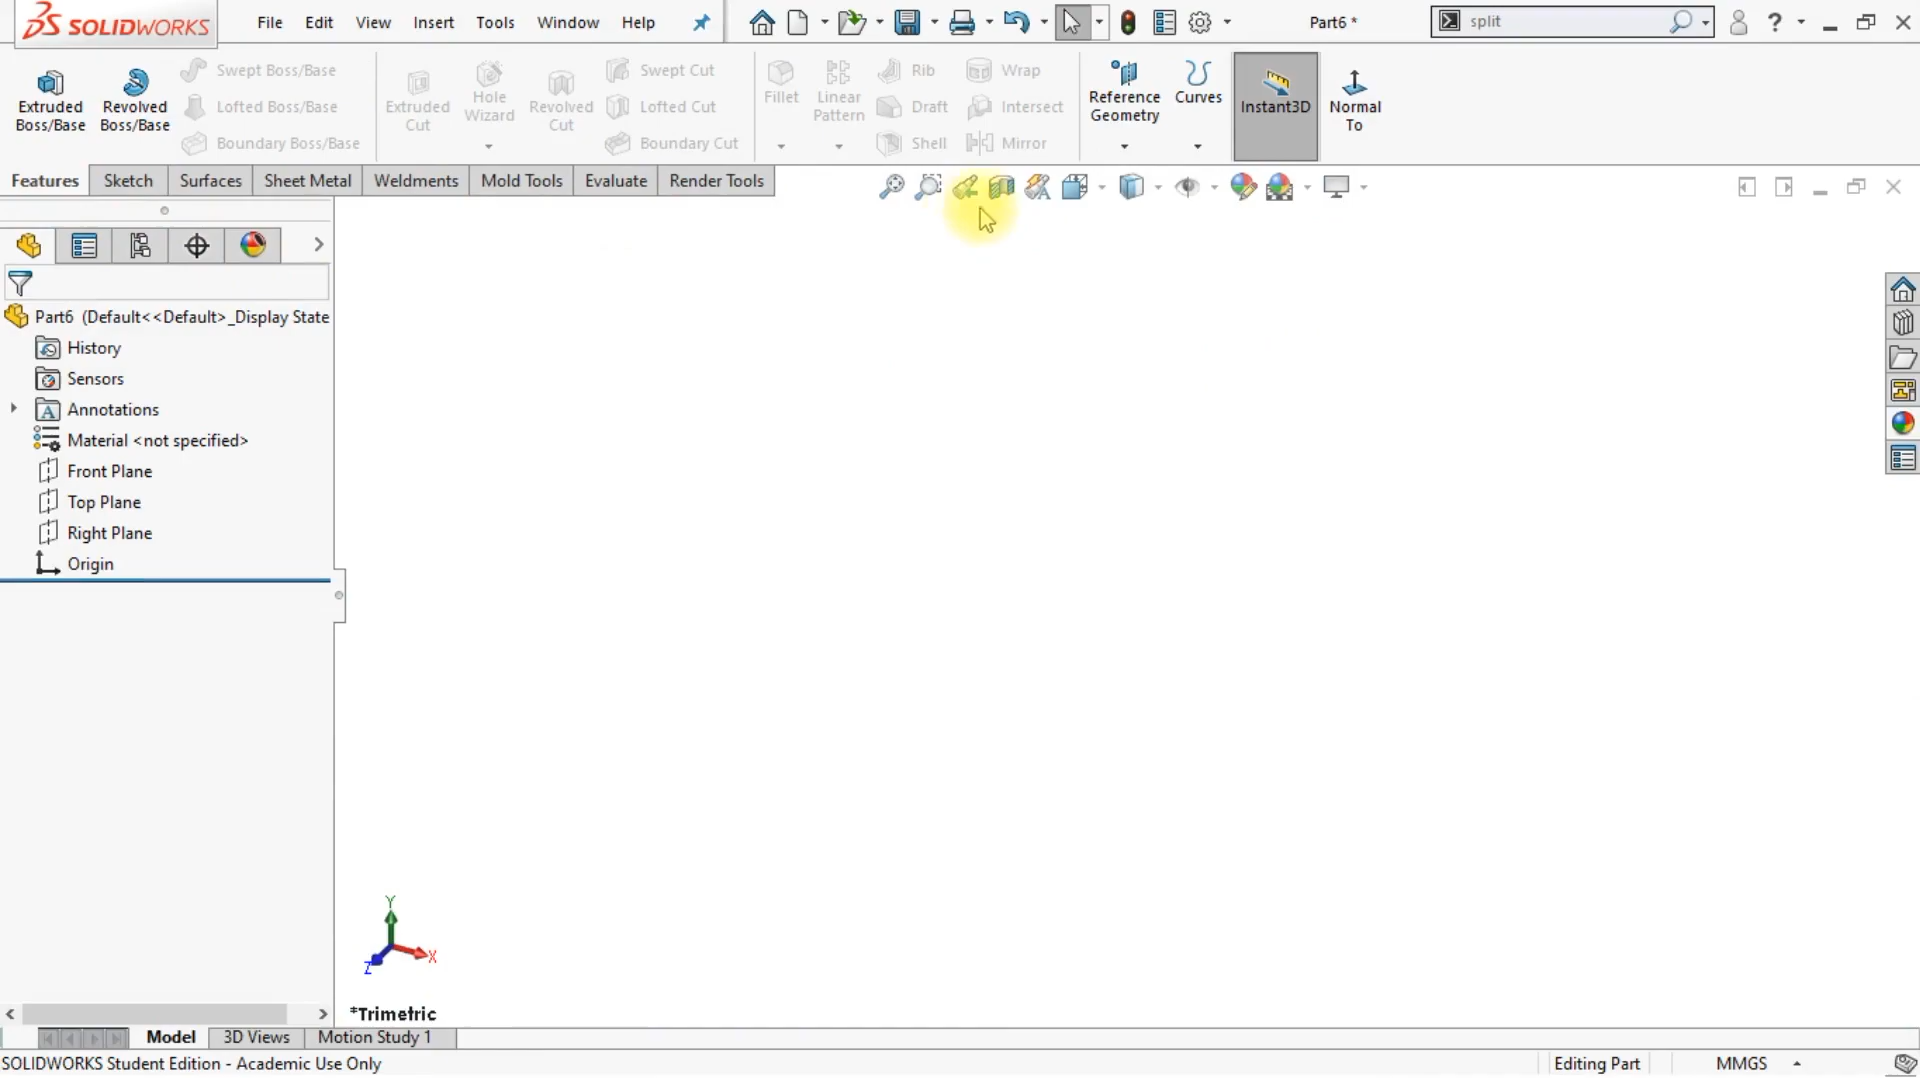 SOLIDWORKS File Edit View Insert Tools Window Help Part6 * split
Extruded Boss/Base
Revolved Boss/Base
Swept Boss/Base
Lofted Boss/Base
Boundary Boss/Base
Extruded Cut
Hole Wizard
Revolved Cut
Swept Cut
Lofted Cut
Boundary Cut
Fillet
Linear Pattern
Rib
Draft
Shell
Wrap
Intersect
Mirror
Reference Geometry
Curves
Instant3D
Normal To
Features Sketch Surfaces Sheet Metal Weldments Mold Tools Evaluate Render Tools
Part6 (Default<<Default>_Display State
History
Sensors
Annotations
Material <not specified>
Front Plane
Top Plane
Right Plane
Origin
Y
X
Z
*Trimetric
Model 3D Views Motion Study 1
SOLIDWORKS Student Edition - Academic Use Only Editing Part MMGS